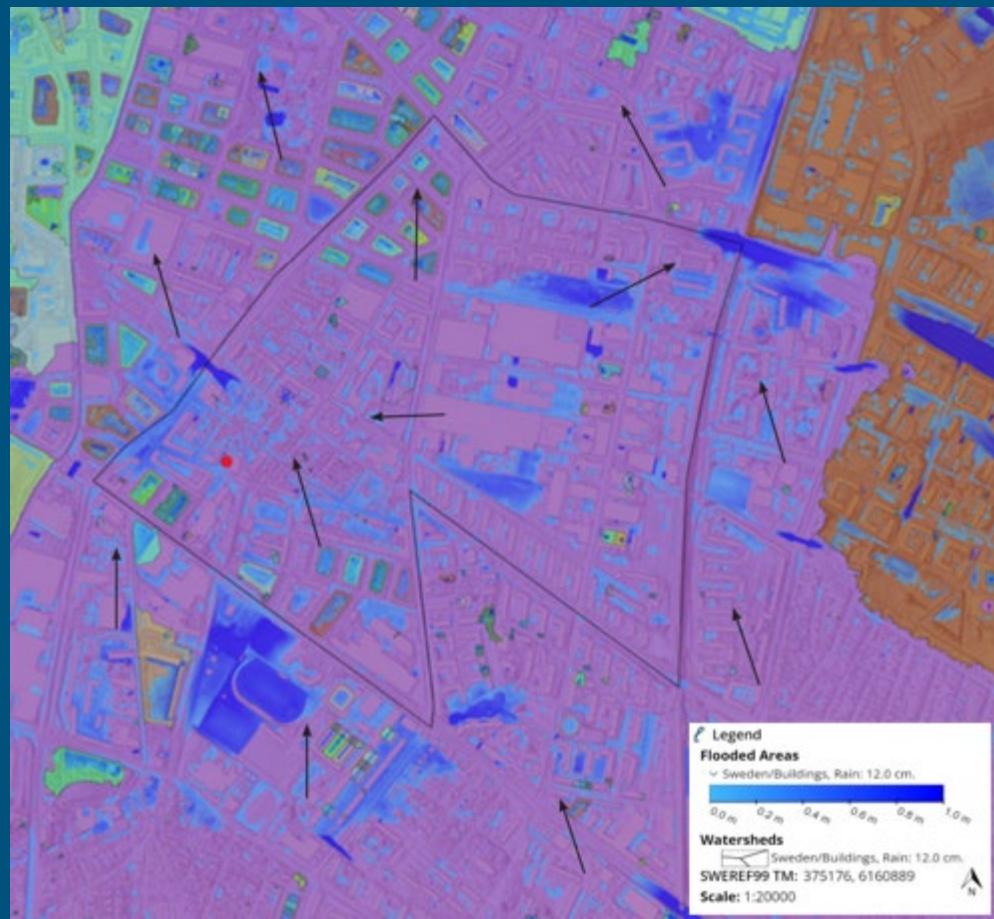 Legend
Flooded Areas
Sweden/Buildings, Rain: 12.0 cm.
0.0 m 0.2 m 0.4 m 0.6 m 0.8 m 1.0 m
Watersheds
Sweden/Buildings, Rain: 12.0 cm.
SWEREF99 TM: 375176, 6160889
Scale: 1:20000
N